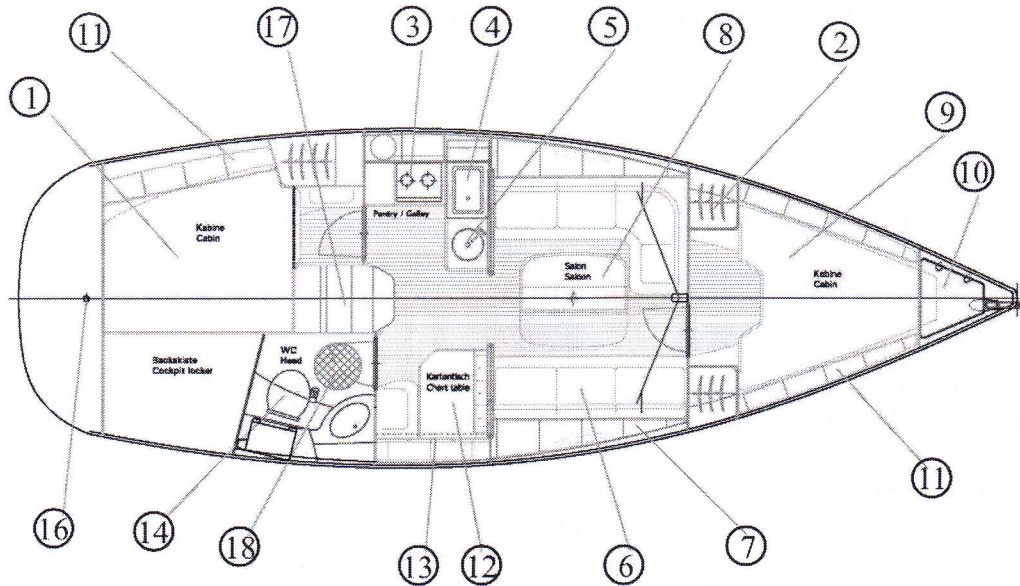 11
17
3
4
5
8
2
1
9
10
Kabine
Cabin
Pantry / Galley
Salon
Saloon
Kabine
Cabin
Backskiste
Cockpit locker
WC
Head
Kartentisch
Chart table
16
14
18
13
12
6
7
11